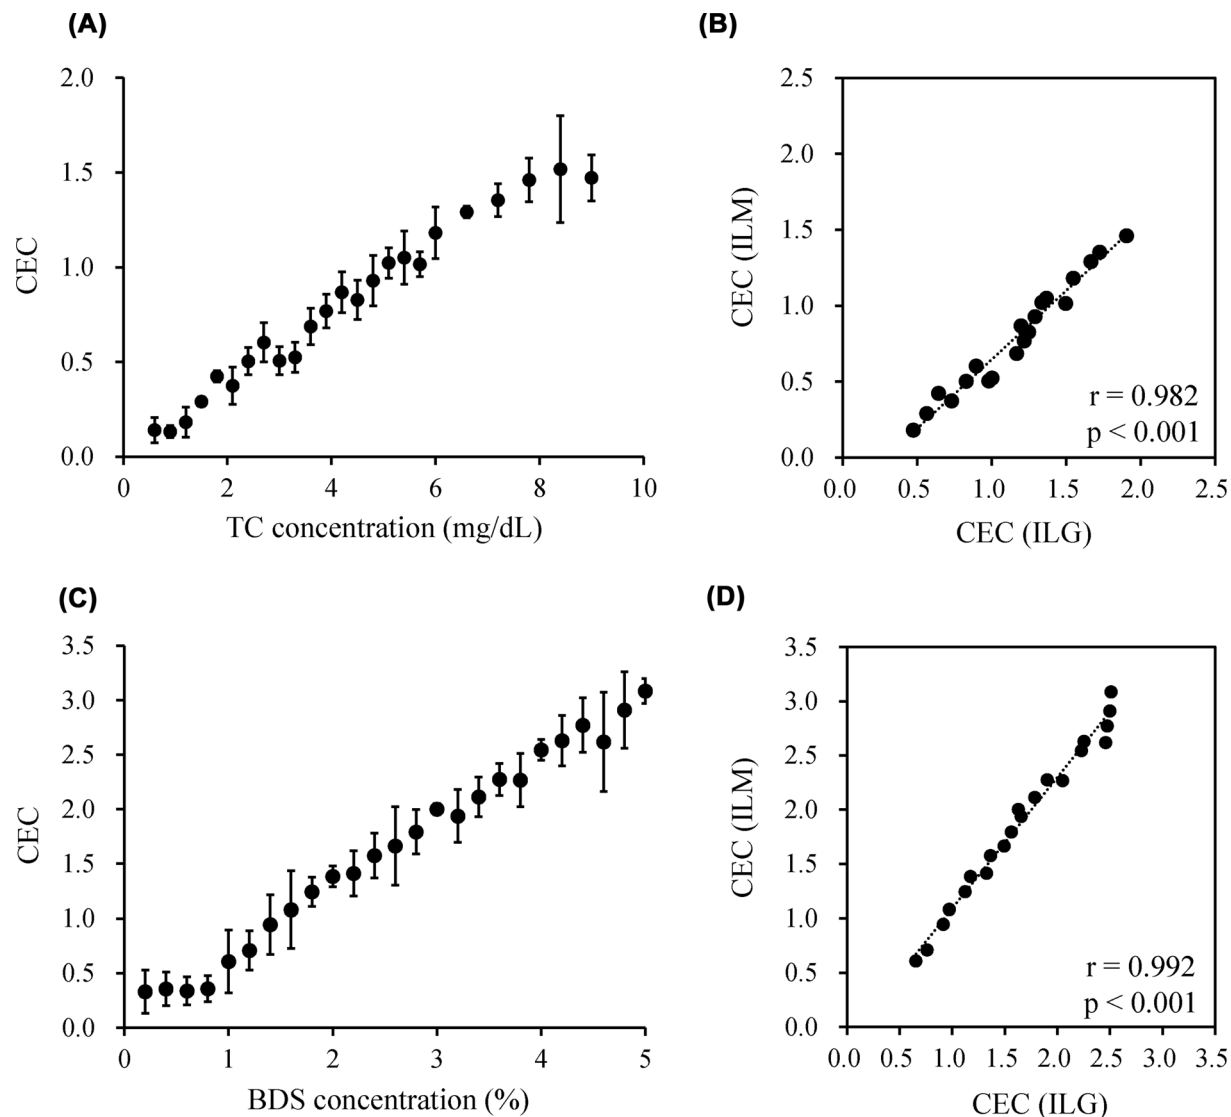 (A)
2.0
1.5
1.0
0.5
0.0
CEC
0 2 4 6 8 10
TC concentration (mg/dL)
(B)
2.5
2.0
1.5
1.0
0.5
0.0
CEC (ILM)
r = 0.982
p < 0.001
0.0 0.5 1.0 1.5 2.0 2.5
CEC (ILG)
(C)
3.5
3.0
2.5
2.0
1.5
1.0
0.5
0.0
CEC
0 1 2 3 4 5
BDS concentration (%)
(D)
3.5
3.0
2.5
2.0
1.5
1.0
0.5
0.0
CEC (ILM)
r = 0.992
p < 0.001
0.0 0.5 1.0 1.5 2.0 2.5 3.0 3.5
CEC (ILG)